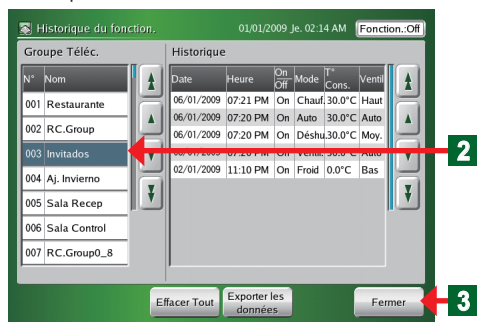 Historique du fonction. 01/01/2009 Je. 02:14 AM Fonction.:Off
Groupe Téléc.
N° Nom
001 Restaurante
002 RC.Group
003 Invitados
004 Aj. Invierno
005 Sala Recep
006 Sala Control
007 RC.Group0_8
Historique
Date Heure On/Off Mode T° Cons. Ventil
06/01/2009 07:21 PM On Chauf. 30.0°C Haut
06/01/2009 07:20 PM On Auto 30.0°C Auto
06/01/2009 07:20 PM On Déshu. 30.0°C Moy.
02/01/2009 11:10 PM On Froid 0.0°C Bas
2
Effacer Tout
Exporter les
données
Fermer
3